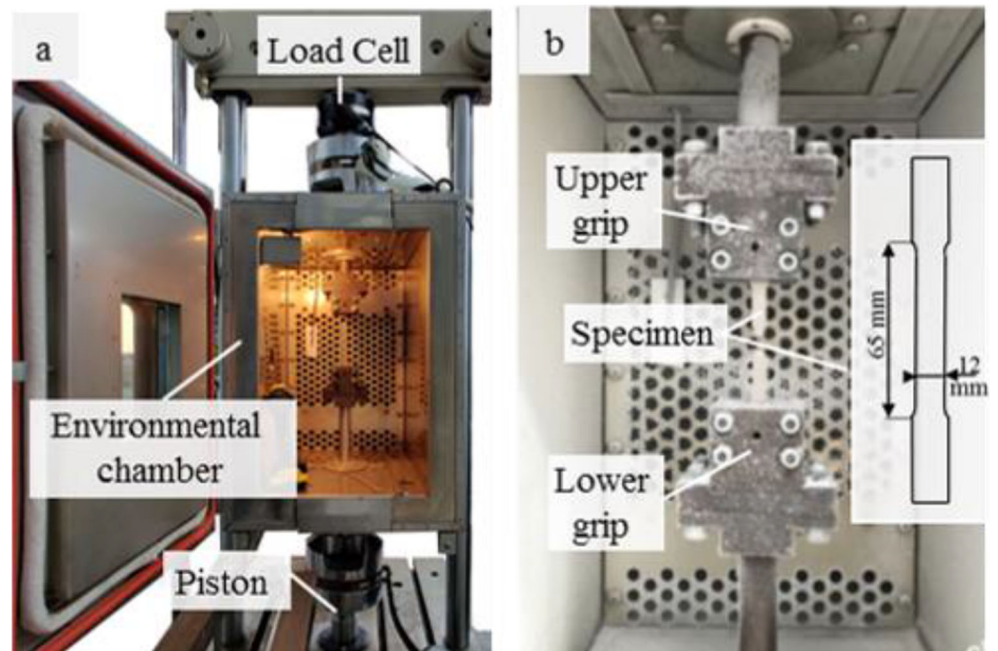 a
Load Cell
Environmental
chamber
Piston
b
Upper
grip
Specimen
Lower
grip
65 mm
12
mm